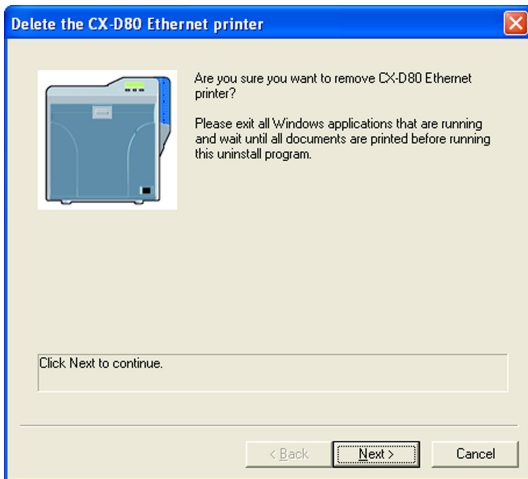 Delete the CX-D80 Ethernet printer
Are you sure you want to remove CX-D80 Ethernet
printer?
Please exit all Windows applications that are running
and wait until all documents are printed before running
this uninstall program.
Click Next to continue.
< Back
Next >
Cancel